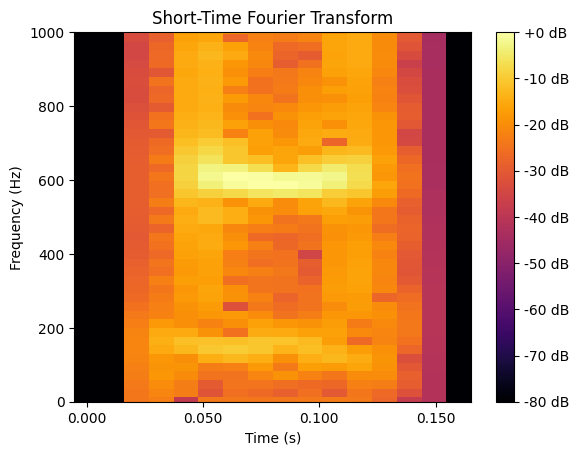 Short-Time Fourier Transform
1000
800
600
400
200
0
Frequency (Hz)
0.000
0.050
0.100
0.150
Time (s)
+0 dB
-10 dB
-20 dB
-30 dB
-40 dB
-50 dB
-60 dB
-70 dB
-80 dB